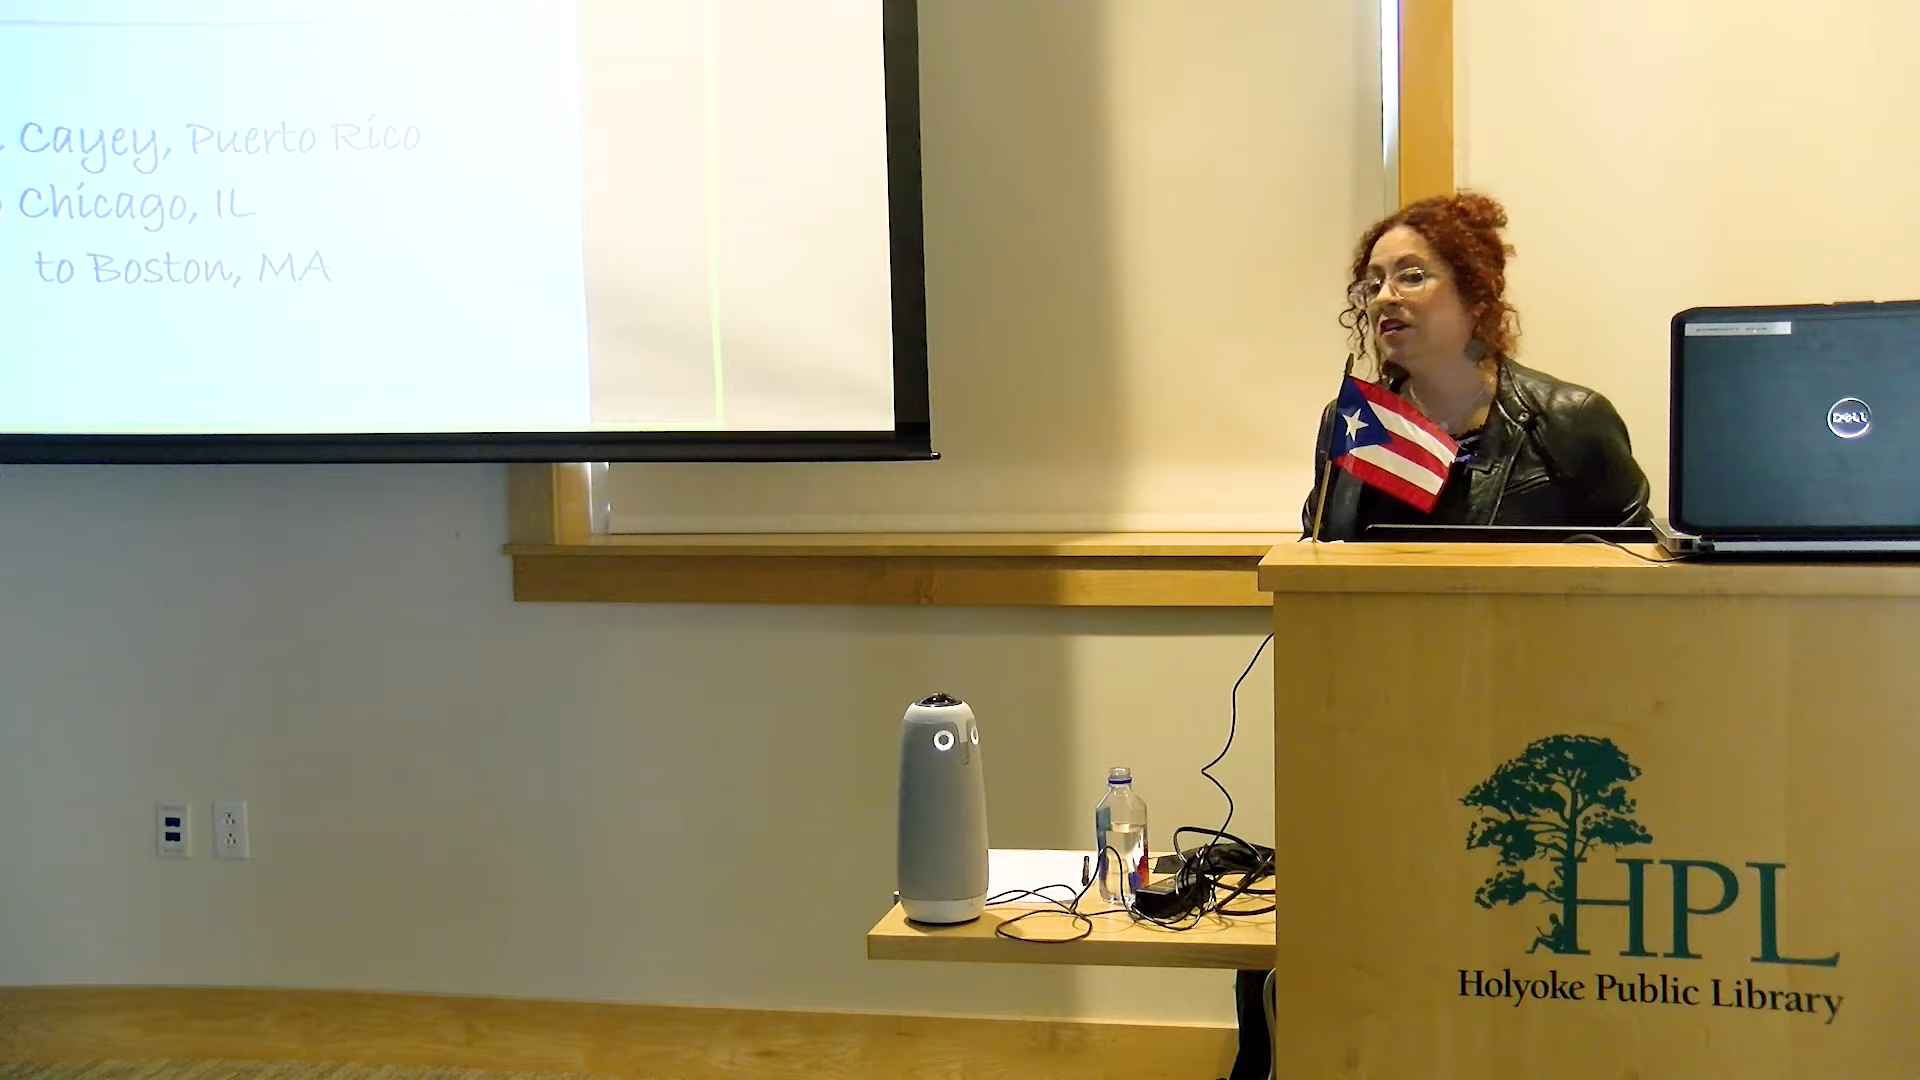 Cayey, Puerto Rico
Chicago, IL
to Boston, MA
DELL
HPL
Holyoke Public Library